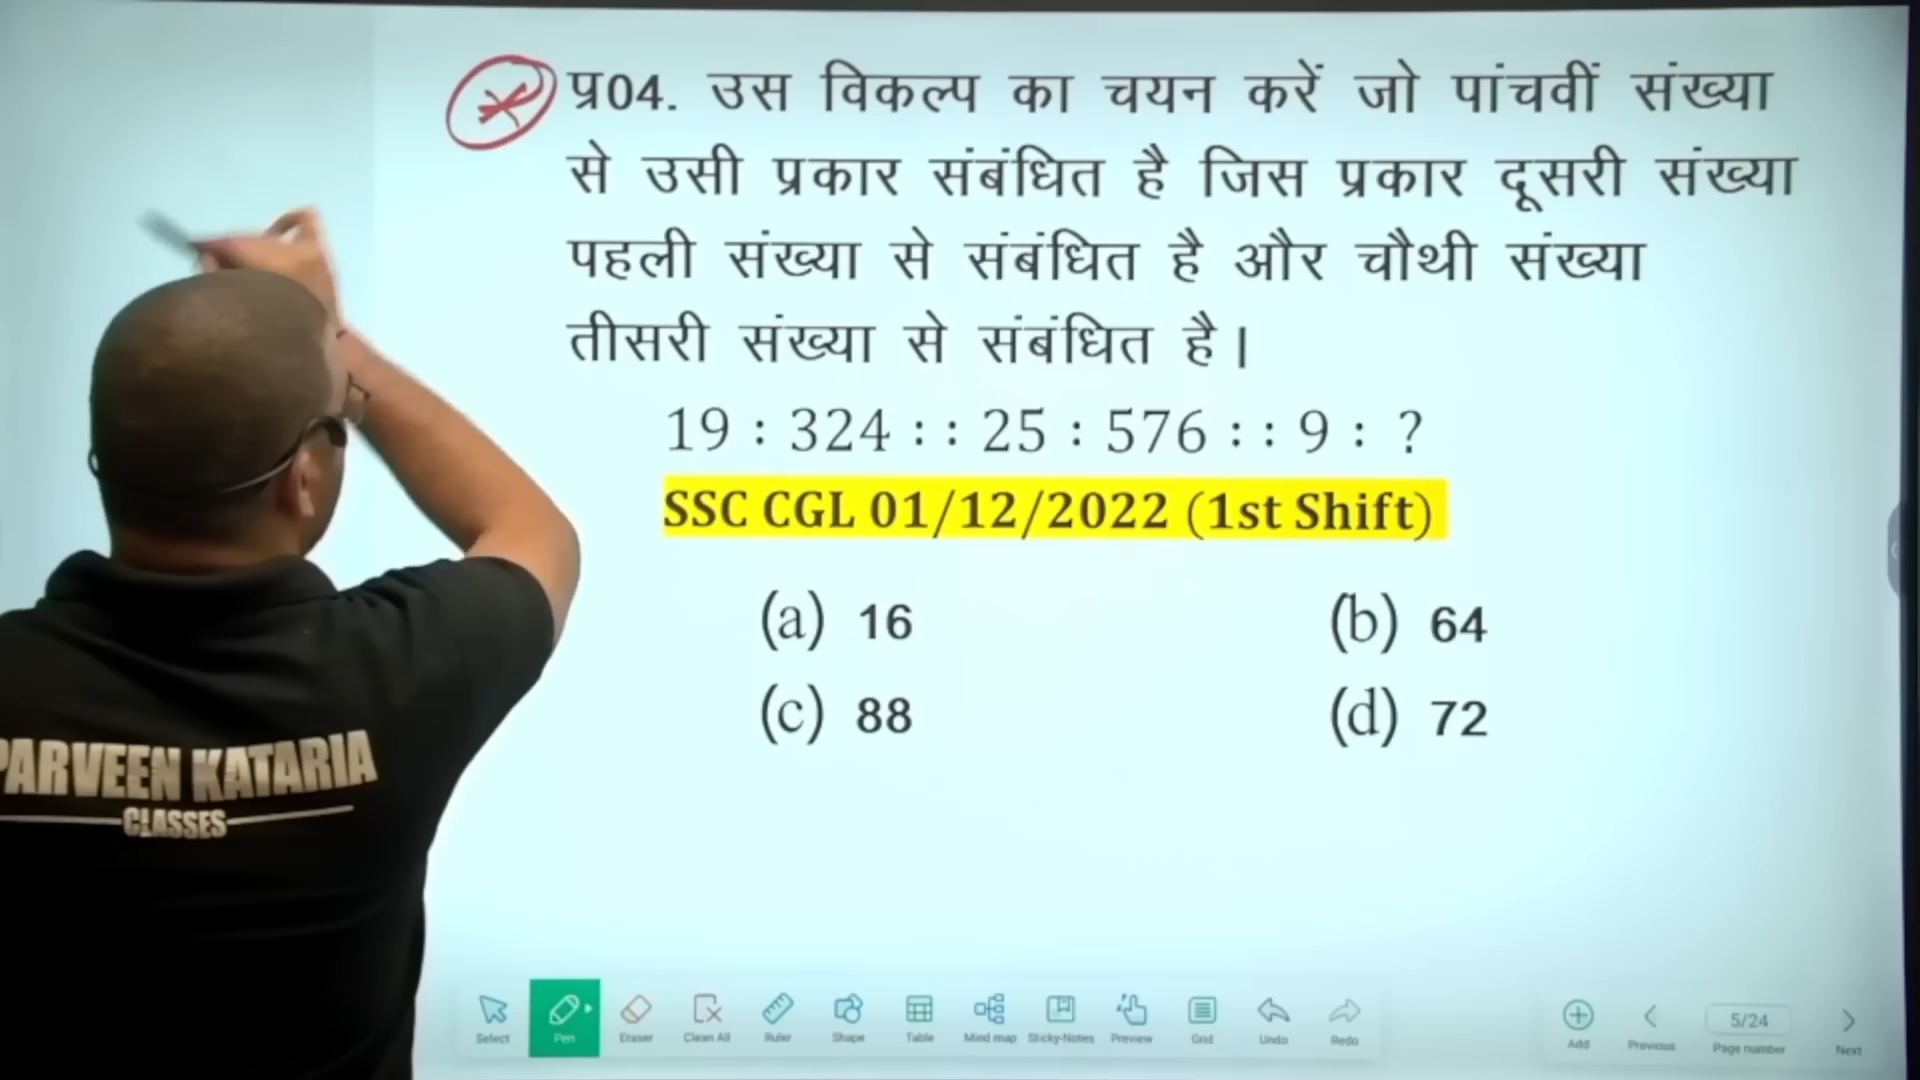 प्र04. उस विकल्प का चयन करें जो पांचवीं संख्या
से उसी प्रकार संबंधित है जिस प्रकार दूसरी संख्या
पहली संख्या से संबंधित है और चौथी संख्या
तीसरी संख्या से संबंधित है।
19 : 324 : : 25 : 576 : : 9 : ?
SSC CGL 01/12/2022 (1st Shift)
(a) 16 (b) 64
(c) 88 (d) 72
PARVEEN KATARIA
CLASSES
Select Pen Eraser Clean All Ruler Shape Table Mind map Sticky-Notes Preview Grid Undo Redo Add Previous 5/24 Page number Next